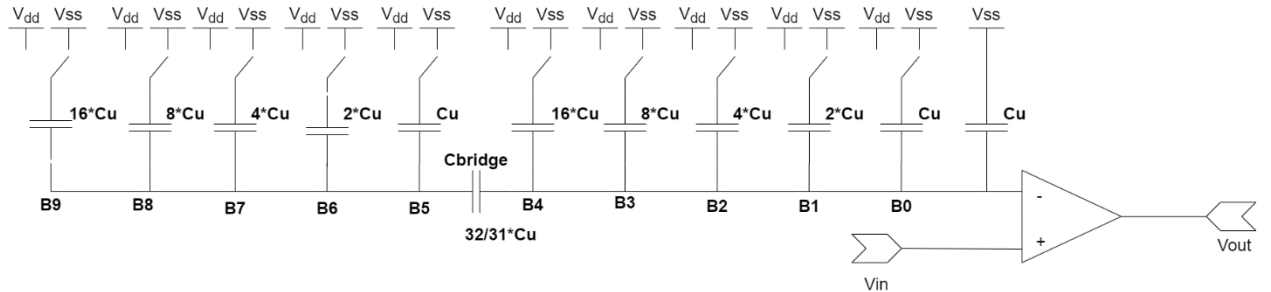 Vdd Vss Vdd Vss Vdd Vss Vdd Vss Vdd Vss Vdd Vss Vdd Vss Vdd Vss Vdd Vss Vdd Vss Vss
16*Cu 8*Cu 4*Cu 2*Cu Cu 16*Cu 8*Cu 4*Cu 2*Cu Cu Cu
Cbridge
B9 B8 B7 B6 B5 B4 B3 B2 B1 B0 -
32/31*Cu +
Vout
Vin